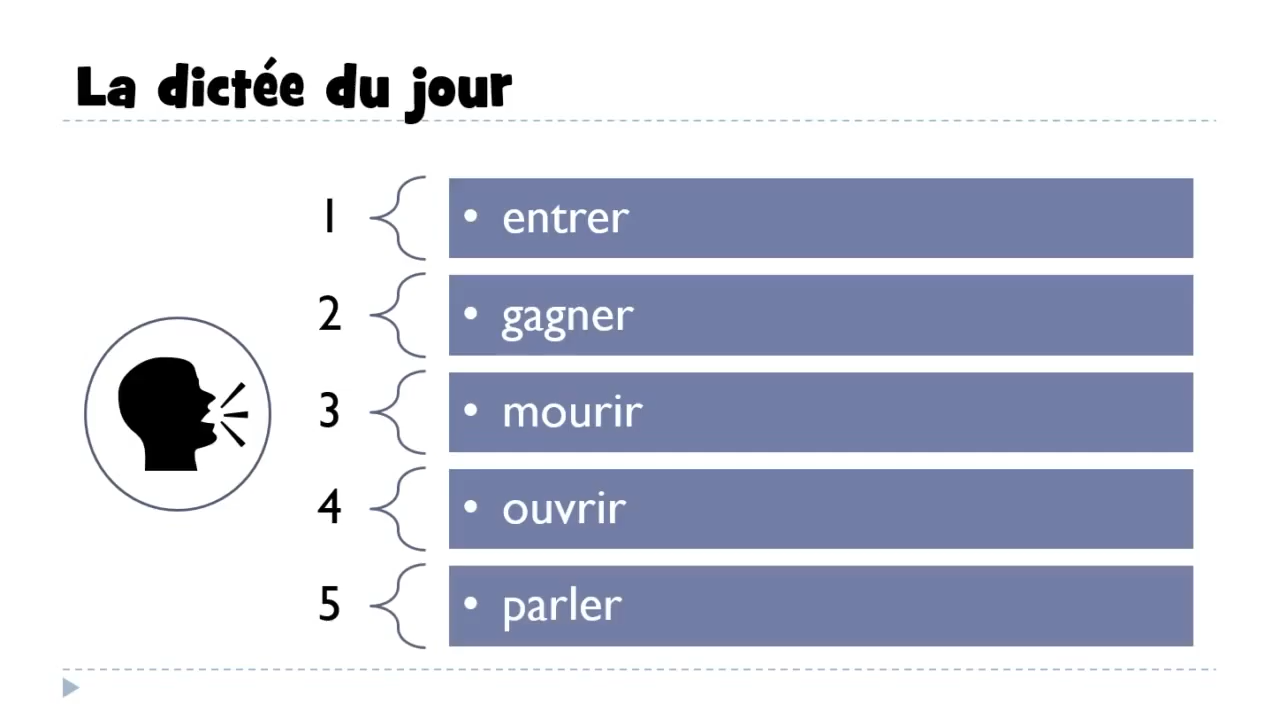 La dictée du jour
1 • entrer
2 • gagner
3 • mourir
4 • ouvrir
5 • parler